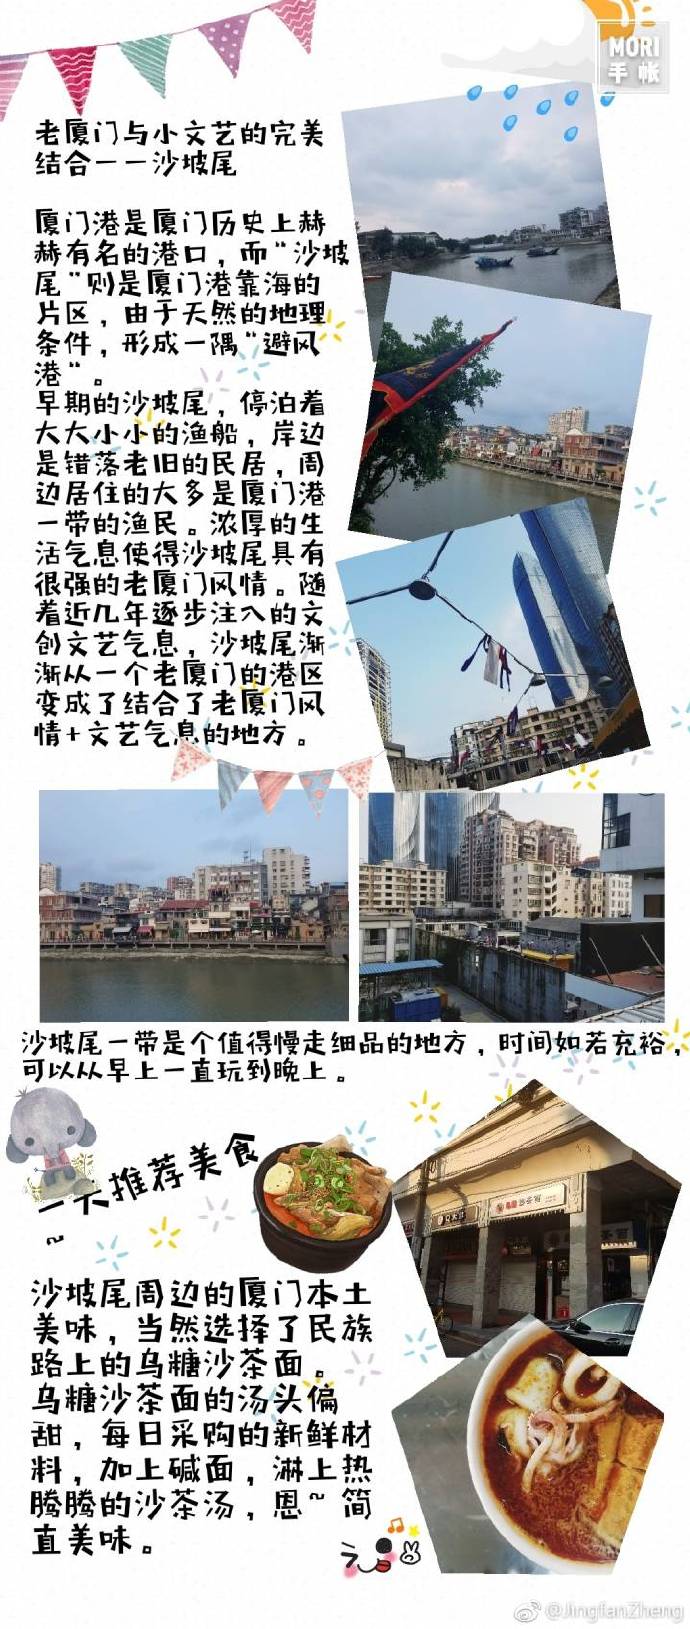 MORI
手帐
老厦门与小文艺的完美
结合一一沙坡尾
厦门港是厦门历史上赫
赫有名的港口，而“沙坡
尾”则是厦门港靠海的
片区，由于天然的地理
条件，形成一隅“避风
港”。
早期的沙坡尾，停泊着
大大小小的渔船，岸边
是错落老旧的民居，周
边居住的大多是厦门港
一带的渔民。浓厚的生
活气息使得沙坡尾具有
很强的老厦门风情。随
着近几年逐步注入的文
创文艺气息，沙坡尾渐
渐从一个老厦门的港区
变成了结合了老厦门风
情+文艺气息的地方。
沙坡尾一带是个值得慢走细品的地方，时间如若充裕，
可以从早上一直玩到晚上。
一大推荐美食
~
沙坡尾周边的厦门本土
美味，当然选择了民族
路上的乌糖沙茶面。
乌糖沙茶面的汤头偏
甜，每日采购的新鲜材
料，加上碱面，淋上热
腾腾的沙茶汤，恩~简
直美味。
@JingfanZheng